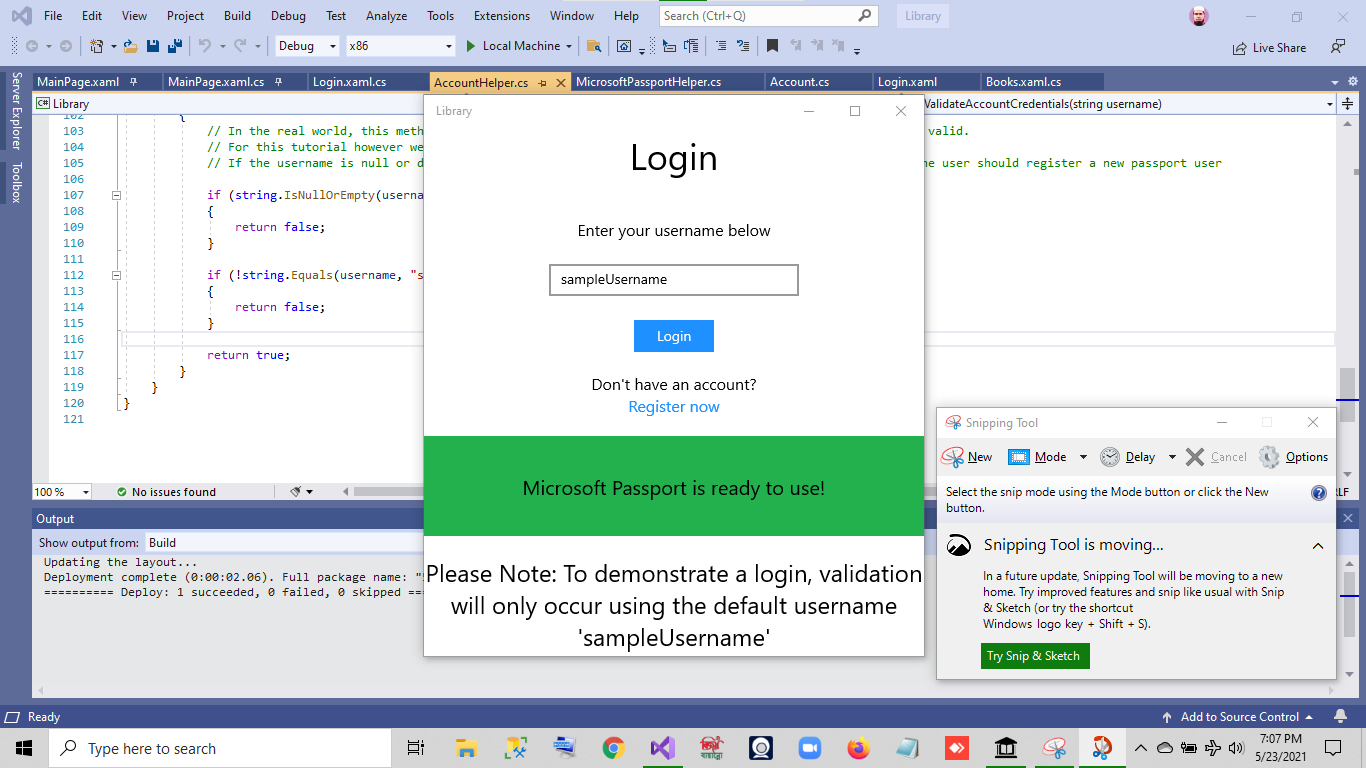 File Edit View Project Build Debug Test Analyze Tools Extensions Window Help Search (Ctrl+Q) Library
Debug x86 Local Machine Live Share
Server Explorer
Toolbox
MainPage.xaml MainPage.xaml.cs Login.xaml.cs AccountHelper.cs MicrosoftPassportHelper.cs Account.cs Login.xaml Books.xaml.cs
C# Library ValidateAccountCredentials(string username)
102 {
103 // In the real world, this meth valid.
104 // For this tutorial however we
105 // If the username is null or d he user should register a new passport user
106
107 if (string.IsNullOrEmpty(userna
108 {
109 return false;
110 }
111
112 if (!string.Equals(username, "s
113 {
114 return false;
115 }
116
117 return true;
118 }
119 }
120 }
121
100 % No issues found RLF
Output
Show output from: Build
Updating the layout...
Deployment complete (0:00:02.06). Full package name: "
========== Deploy: 1 succeeded, 0 failed, 0 skipped ==
Library
Login
Enter your username below
sampleUsername
Login
Don't have an account?
Register now
Microsoft Passport is ready to use!
Please Note: To demonstrate a login, validation
will only occur using the default username
'sampleUsername'
Snipping Tool
New Mode Delay Cancel Options
Select the snip mode using the Mode button or click the New
button.
Snipping Tool is moving...
In a future update, Snipping Tool will be moving to a new
home. Try improved features and snip like usual with Snip
& Sketch (or try the shortcut
Windows logo key + Shift + S).
Try Snip & Sketch
Ready Add to Source Control
Type here to search
7:07 PM
5/23/2021